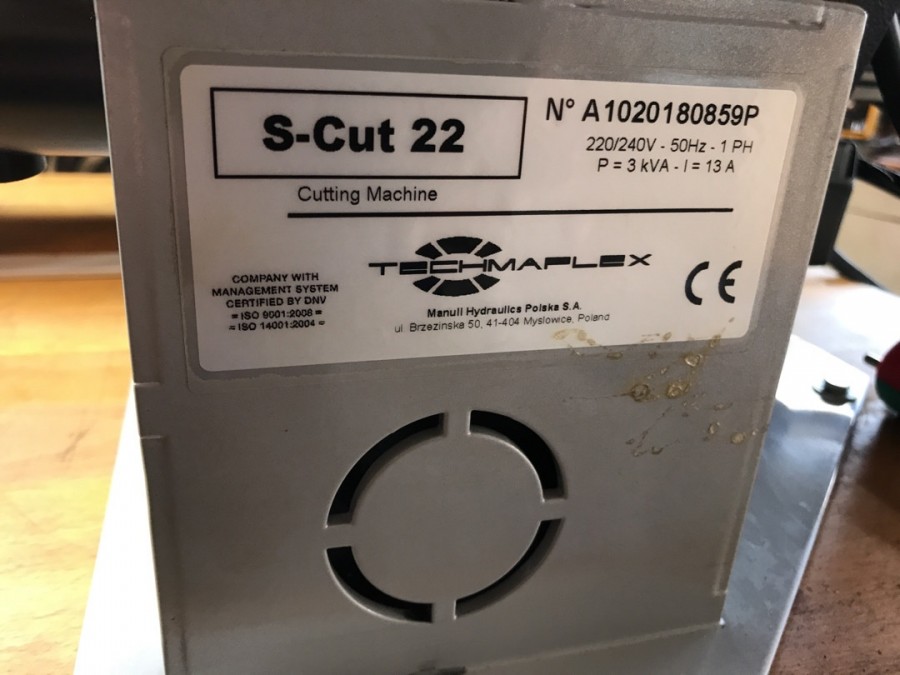 S-Cut 22
Cutting Machine
N° A1020180859P
220/240V - 50Hz - 1 PH
P = 3 kVA - I = 13 A
TECHMAFLEX
COMPANY WITH
MANAGEMENT SYSTEM
CERTIFIED BY DNV
= ISO 9001:2008 =
= ISO 14001:2004 =
Manuli Hydraulics Polska S.A.
ul. Brzezinska 50, 41-404 Myslowice, Poland
CE